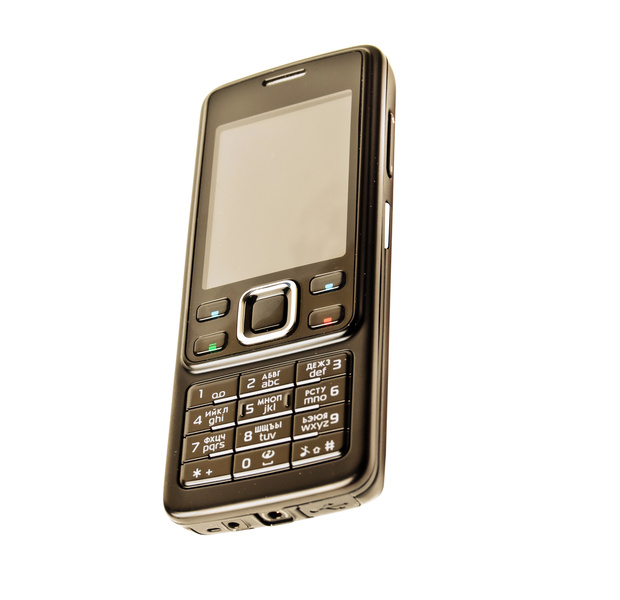 1
2 АБВГ abc
ДЕЖЗ def 3
4 ИЙКЛ ghi
5 МНОП jkl
РСТУ mno 6
7 ФХЦЧ pqrs
8 ШЩЪЫ tuv
ЬЭЮЯ wxyz 9
* +
0
#